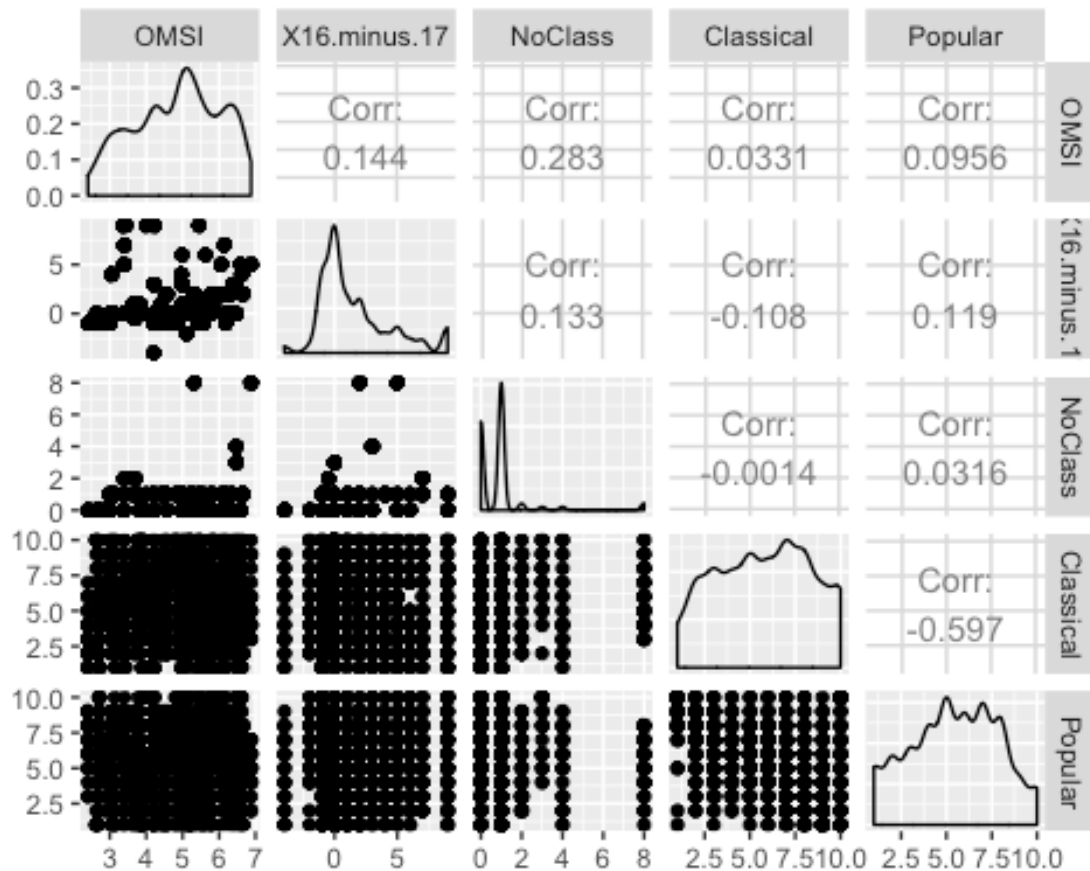 OMSI X16.minus.17 NoClass Classical Popular
0.3
0.2
0.1
0.0
Corr:
0.144
Corr:
0.283
Corr:
0.0331
Corr:
0.0956
OMSI
5
0
Corr:
0.133
Corr:
-0.108
Corr:
0.119
X16.minus.1
8
6
4
2
0
Corr:
-0.0014
Corr:
0.0316
NoClass
10.0
7.5
5.0
2.5
Corr:
-0.597
Classical
10.0
7.5
5.0
2.5
Popular
3 4 5 6 7 0 5 0 2 4 6 8 2.5 5.0 7.510.0 2.5 5.0 7.510.0